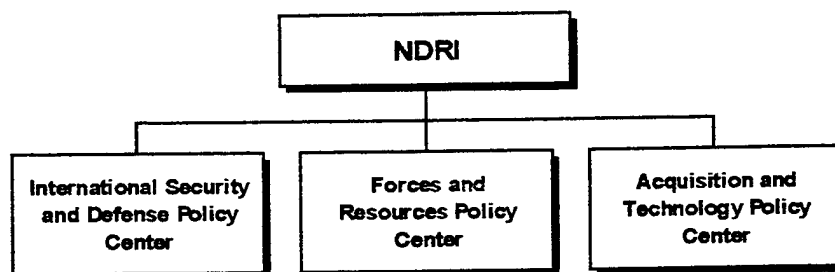 NDRI
International Security
and Defense Policy
Center
Forces and
Resources Policy
Center
Acquisition and
Technology Policy
Center